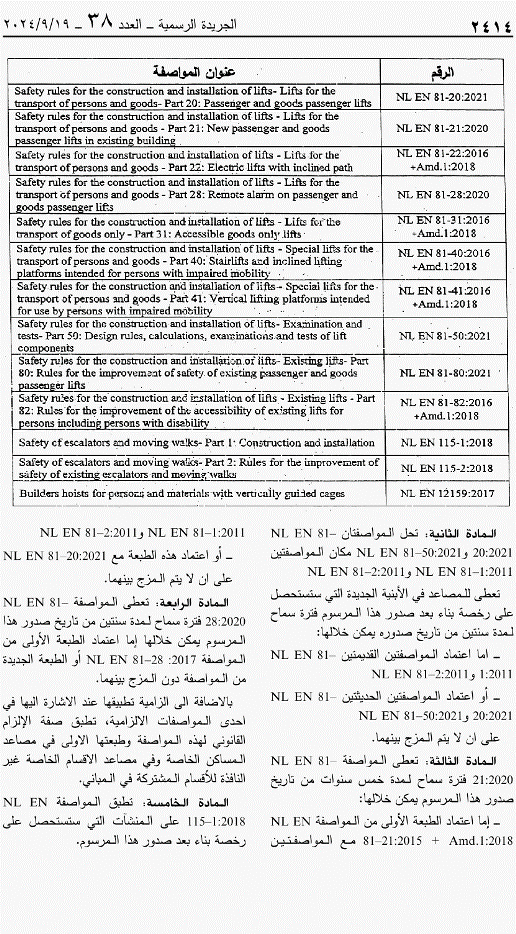 ٢٤١٤
الجريدة الرسمية ــ العدد ٣٨ ــ ٢٠٢٤/٩/١٩
الرقم
عنوان المواصفة
Safety rules for the construction and installation of lifts- Lifts for the
transport of persons and goods- Part 20: Passenger and goods passenger lifts
NL EN 81-20:2021
Safety rules for the construction and installation of lifts - Lifts for the
transport of persons and goods - Part 21: New passenger and goods
passenger lifts in existing building
NL EN 81-21:2020
Safety rules for the construction and installation of lifts - Lifts for the
transport of persons and goods - Part 22: Electric lifts with inclined path
NL EN 81-22:2016
+Amd.1:2018
Safety rules for the construction and installation of lifts - Lifts for the
transport of persons and goods - Part 28: Remote alarm on passenger and
goods passenger lifts
NL EN 81-28:2020
Safety rules for the construction and installation of lifts - Lifts for the
transport of goods only - Part 31: Accessible goods only lifts
NL EN 81-31:2016
+Amd.1:2018
Safety rules for the construction and installation of lifts - Special lifts for the
transport of persons and goods - Part 40: Stairlifts and inclined lifting
platforms intended for persons with impaired mobility
NL EN 81-40:2016
+Amd.1:2018
Safety rules for the construction and installation of lifts - Special lifts for the
transport of persons and goods - Part 41: Vertical lifting platforms intended
for use by persons with impaired mobility
NL EN 81-41:2016
+Amd.1:2018
Safety rules for the construction and installation of lifts- Examination and
tests- Part 50: Design rules, calculations, examinations and tests of lift
components
NL EN 81-50:2021
Safety rules for the construction and installation of lifts- Existing lifts- Part
80: Rules for the improvement of safety of existing passenger and goods
passenger lifts
NL EN 81-80:2021
Safety rules for the construction and installation of lifts - Existing lifts - Part
82: Rules for the improvement of the accessibility of existing lifts for
persons including persons with disability
NL EN 81-82:2016
+Amd.1:2018
Safety of escalators and moving walks- Part 1: Construction and installation
NL EN 115-1:2018
Safety of escalators and moving walks- Part 2: Rules for the improvement of
safety of existing escalators and moving walks
NL EN 115-2:2018
Builders hoists for persons and materials with vertically guided cages
NL EN 12159:2017
المادة الثانية: تحل المواصفتان NL EN 81–
20:2021 وNL EN 81–50:2021 مكان المواصفتين
NL EN 81–1:2011 وNL EN 81–2:2011
تعطى للمصاعد في الأبنية الجديدة التي ستستحصل
على رخصة بناء بعد صدور هذا المرسوم فترة سماح
لمدة سنتين من تاريخ صدوره يمكن خلالها:
ــ اما اعتماد المواصفتين القديمتين NL EN 81–
1:2011 وNL EN 81–2:2011
ــ أو اعتماد المواصفتين الحديثتين NL EN 81–
20:2021 وNL EN 81–50:2021
على ان لا يتم المزج بينهما.
المادة الثالثة: تعطى المواصفة NL EN 81–
21:2020 فترة سماح لمدة خمس سنوات من تاريخ
صدور هذا المرسوم يمكن خلالها:
ــ إما اعتماد الطبعة الأولى من المواصفة NL EN
81–21:2015 + Amd.1:2018 مع المواصفتين
NL EN 81–1:2011 وNL EN 81–2:2011
ــ أو اعتماد هذه الطبعة مع NL EN 81–20:2021
على ان لا يتم المزج بينهما.
المادة الرابعة: تعطى المواصفة NL EN 81–
28:2020 فترة سماح لمدة سنتين من تاريخ صدور هذا
المرسوم يمكن خلالها إما اعتماد الطبعة الأولى من
المواصفة NL EN 81–28 :2017 أو الطبعة الجديدة
من المواصفة دون المزج بينهما.
بالاضافة الى الزامية تطبيقها عند الاشارة اليها في
احدى المواصفات الالزامية، تطبق صفة الإلزام
القانوني لهذه المواصفة وطبعتها الاولى في مصاعد
المساكن الخاصة وفي مصاعد الاقسام الخاصة غير
النافذة للأقسام المشتركة في المباني.
المادة الخامسة: تطبق المواصفة NL EN
115–1:2018 على المنشآت التي ستستحصل على
رخصة بناء بعد صدور هذا المرسوم.